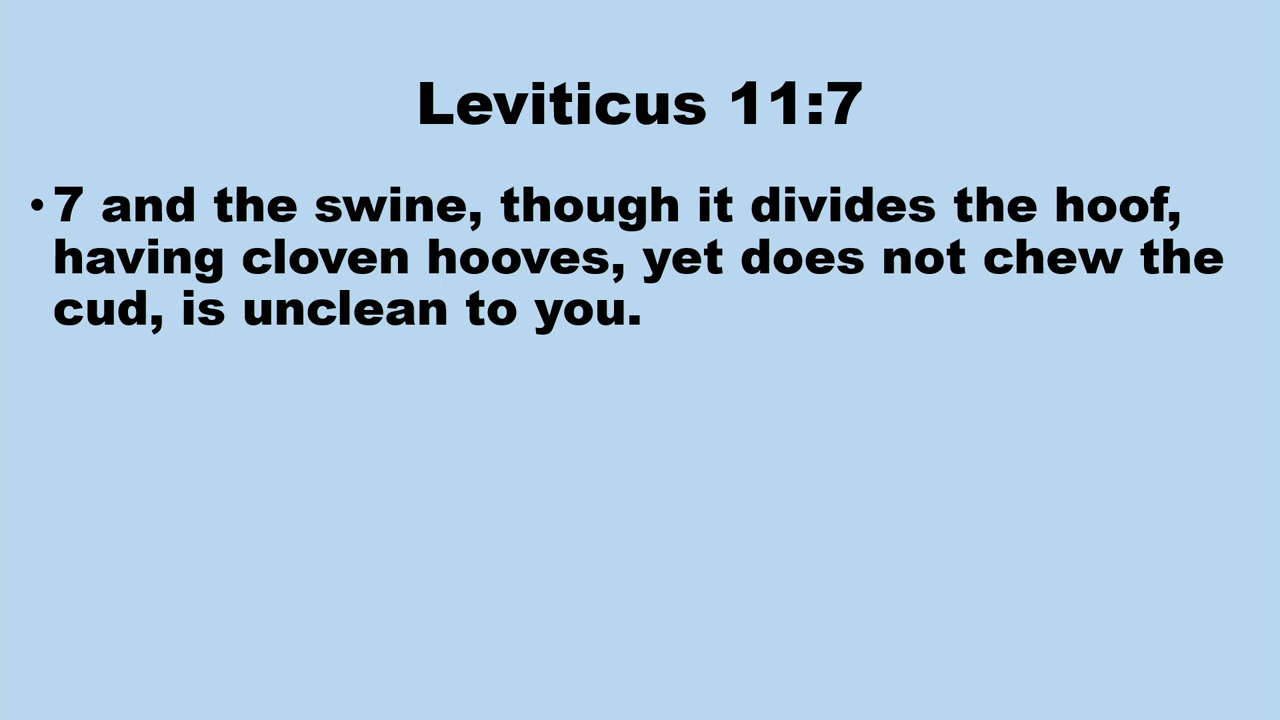 Leviticus 11:7
• 7 and the swine, though it divides the hoof,
having cloven hooves, yet does not chew the
cud, is unclean to you.